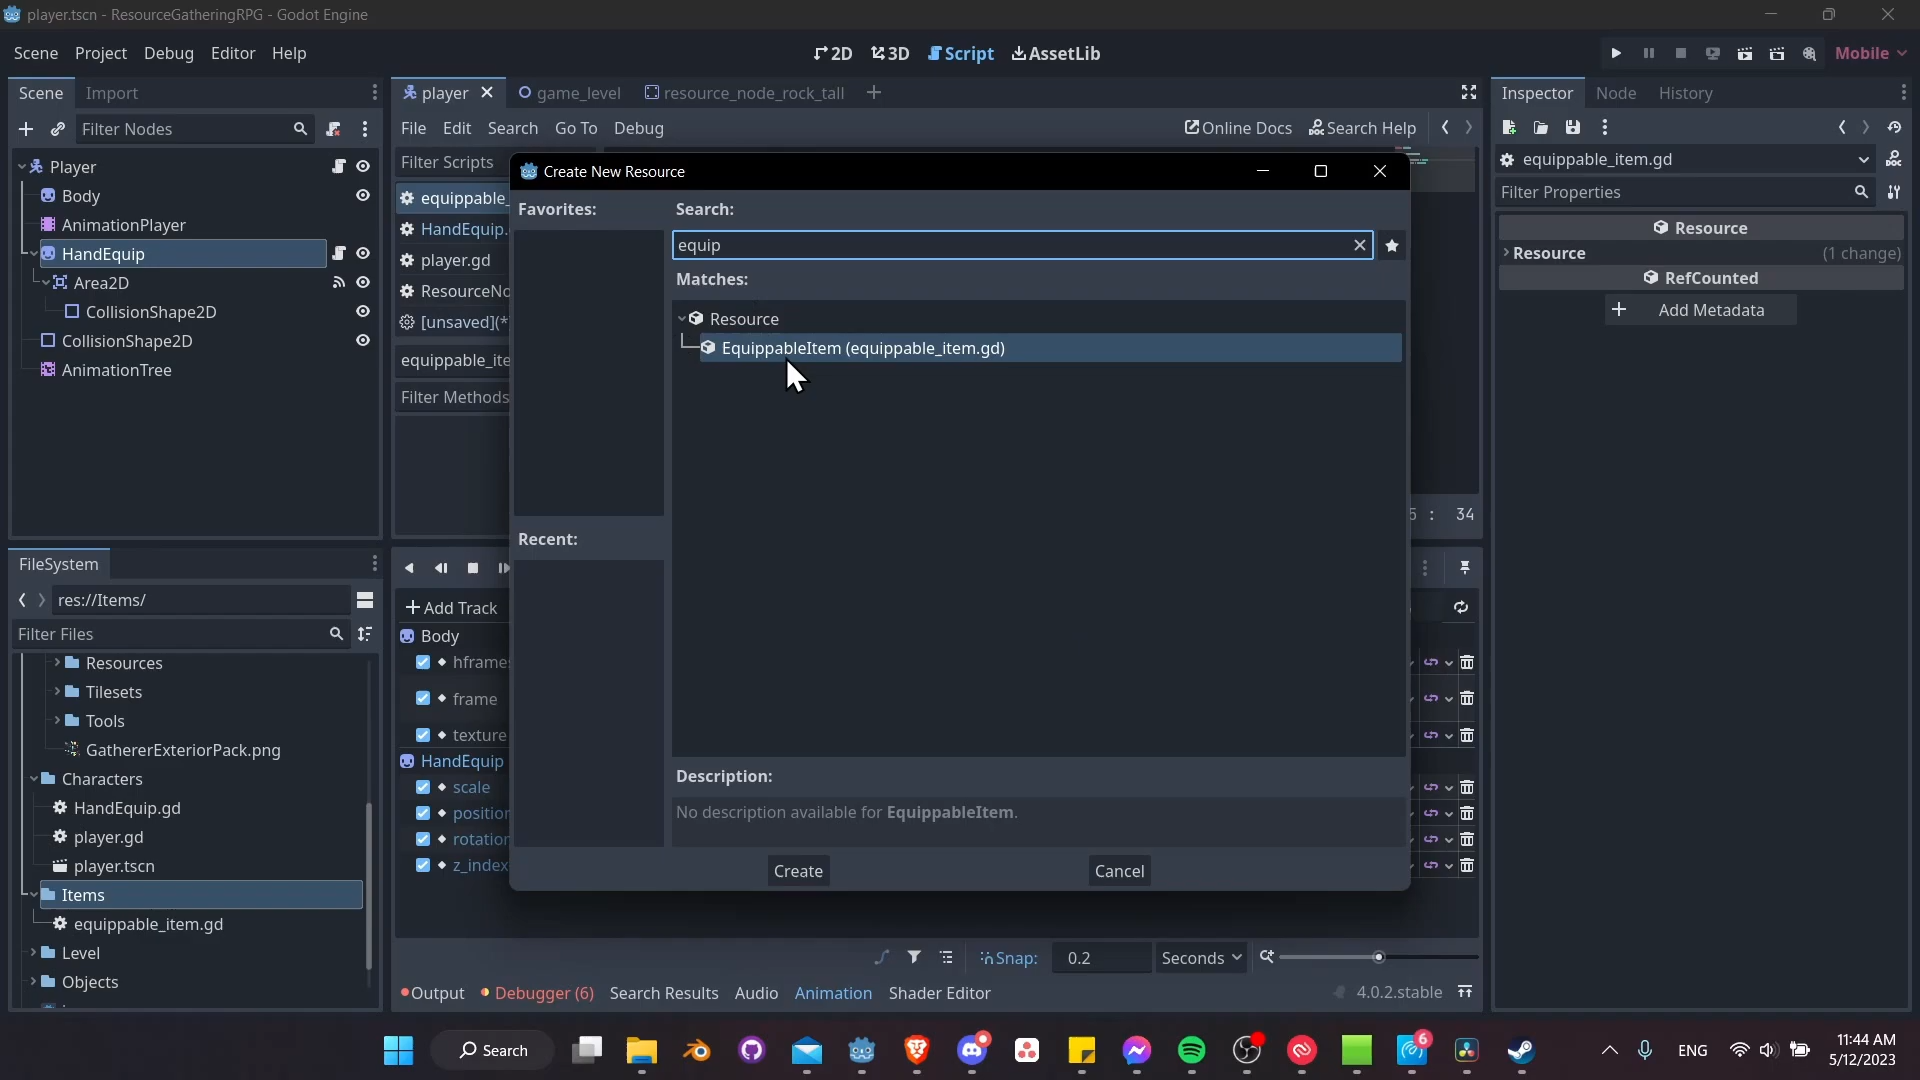 player.tscn - ResourceGatheringRPG - Godot Engine
Scene Project Debug Editor Help
2D 3D Script AssetLib
Mobile
Scene Import
Filter Nodes
Player
Body
AnimationPlayer
HandEquip
Area2D
CollisionShape2D
CollisionShape2D
AnimationTree
FileSystem
res://Items/
Filter Files
Resources
Tilesets
Tools
GathererExteriorPack.png
Characters
HandEquip.gd
player.gd
player.tscn
Items
equippable_item.gd
Level
Objects
player game_level resource_node_rock_tall
File Edit Search Go To Debug
Online Docs Search Help
Filter Scripts
equippable_
HandEquip.
player.gd
ResourceNo
[unsaved](*
equippable_ite
Filter Methods
: 34
Create New Resource
Favorites:
Recent:
Search:
equip
Matches:
Resource
EquippableItem (equippable_item.gd)
Description:
No description available for EquippableItem.
Create Cancel
Add Track
Body
hframe
frame
texture
HandEquip
scale
position
rotation
z_index
Snap: 0.2 Seconds
Output Debugger (6) Search Results Audio Animation Shader Editor
4.0.2.stable
Inspector Node History
equippable_item.gd
Filter Properties
Resource
Resource (1 change)
RefCounted
Add Metadata
Search
6
ENG
11:44 AM
5/12/2023